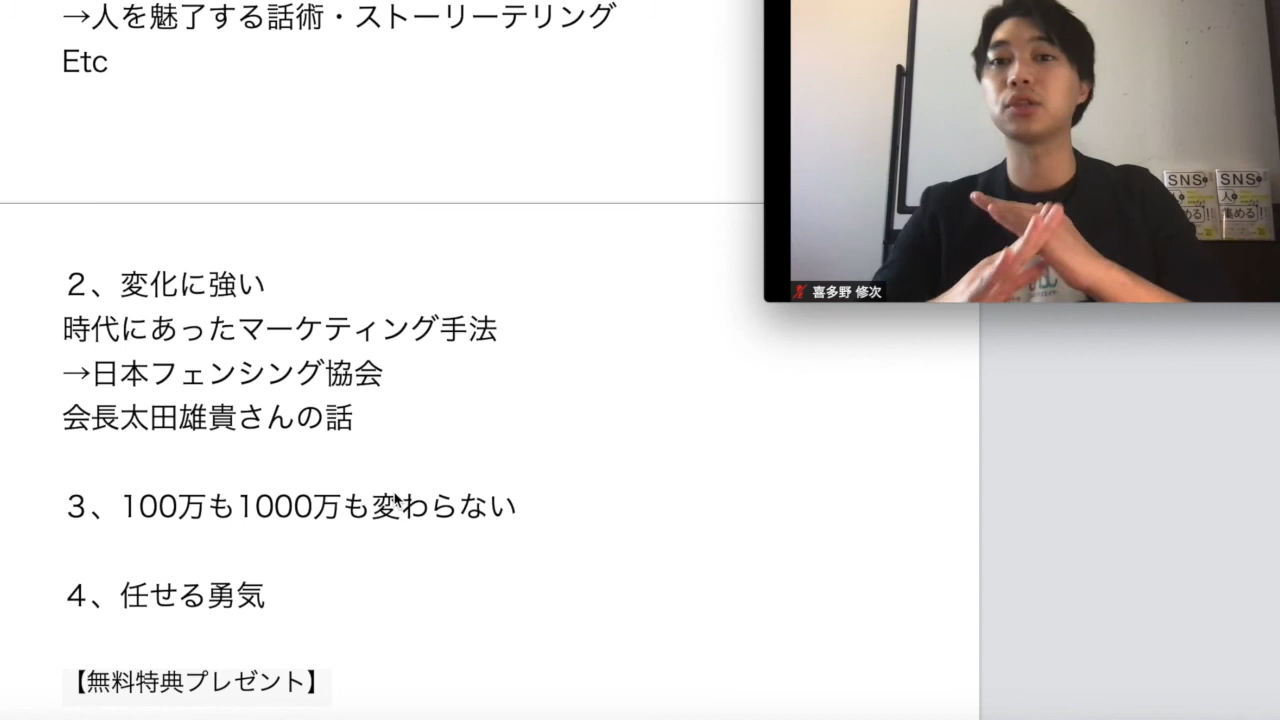 →人を魅了する話術・ストーリーテリング
Etc
２、変化に強い
時代にあったマーケティング手法
→日本フェンシング協会
会長太田雄貴さんの話
３、100万も1000万も変わらない
４、任せる勇気
【無料特典プレゼント】
喜多野 修次
SNS
SNS
人
集める!